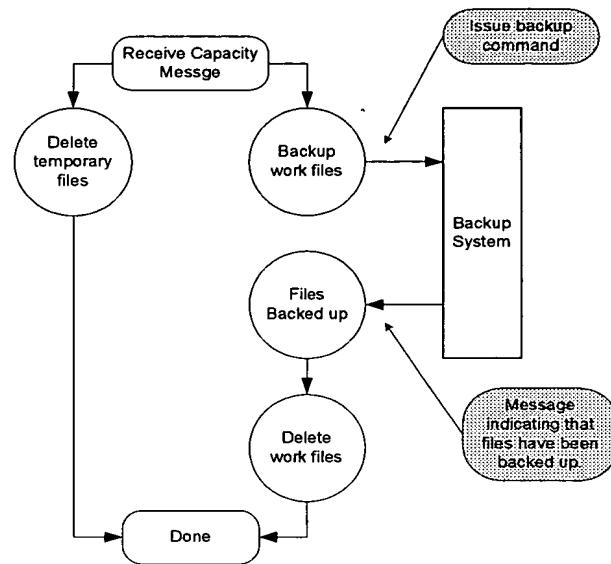 Issue backup
command
Receive Capacity
Messge
Delete
temporary
files
Backup
work files
Backup
System
Files
Backed up
Message
indicating that
files have been
backed up.
Delete
work files
Done